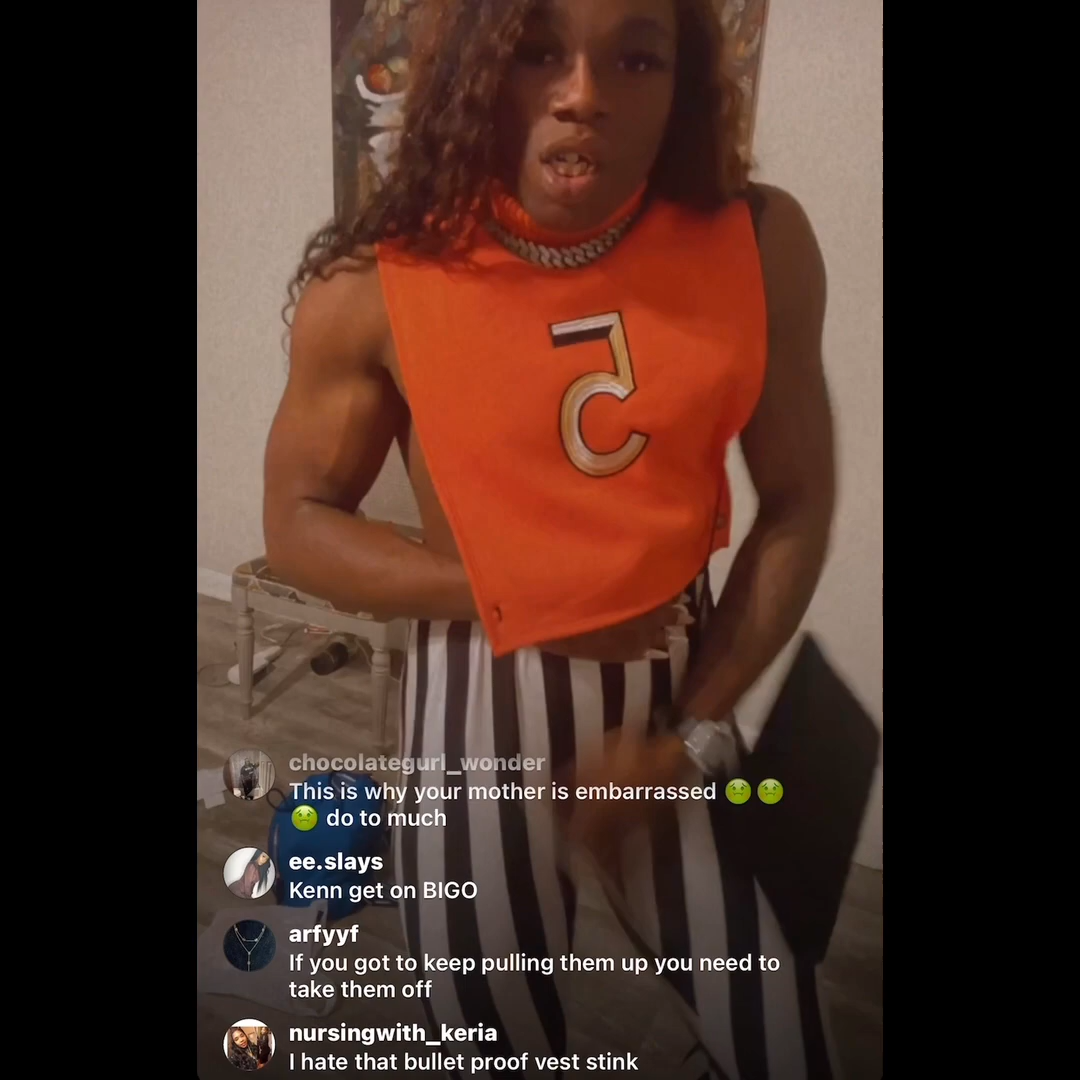 5
chocolategurl_wonder
This is why your mother is embarrassed 🤢🤢
🤢 do to much
ee.slays
Kenn get on BIGO
arfyyf
If you got to keep pulling them up you need to
take them off
nursingwith_keria
I hate that bullet proof vest stink